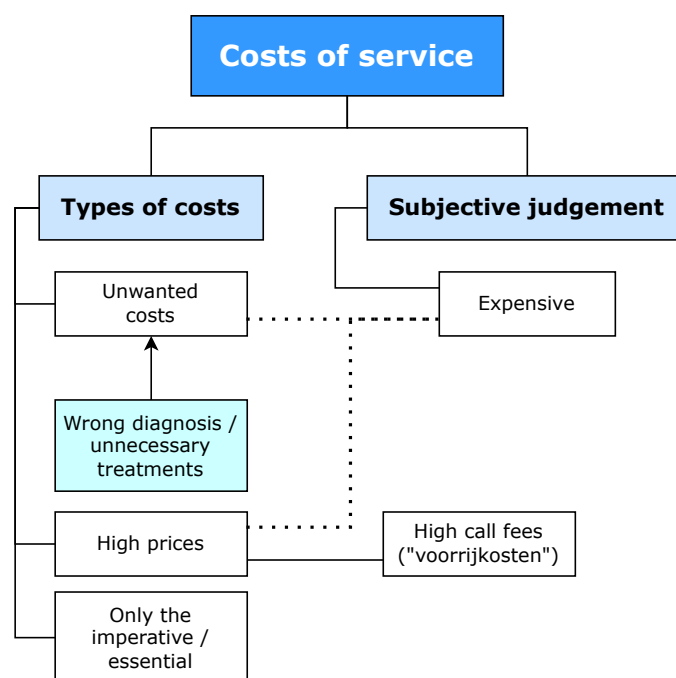 Costs of service
Types of costs
Subjective judgement
Unwanted
costs
Expensive
Wrong diagnosis /
unnecessary
treatments
High prices
High call fees
("voorrijkosten")
Only the
imperative /
essential